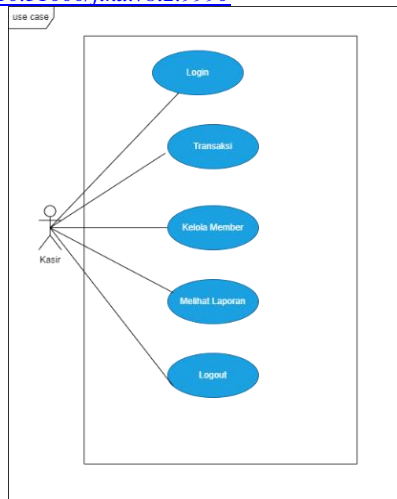 use case
Login
Transaksi
Kelola Member
Kasir
Melihat Laporan
Logout